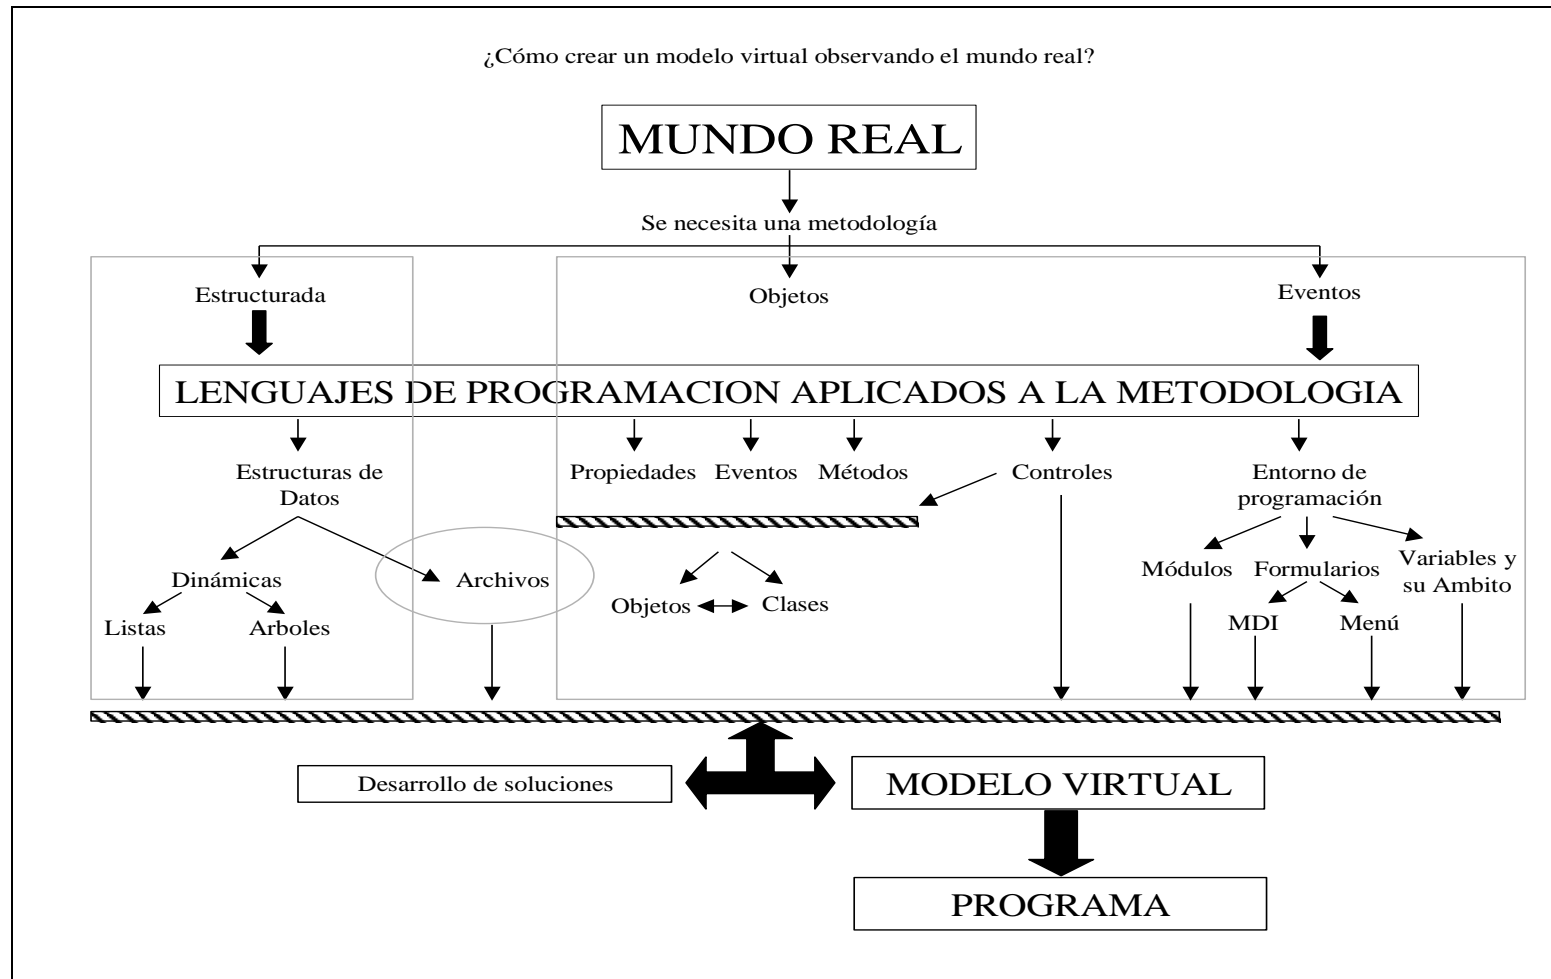 ¿Cómo crear un modelo virtual observando el mundo real?
MUNDO REAL
Se necesita una metodología
Estructurada
Objetos
Eventos
LENGUAJES DE PROGRAMACION APLICADOS A LA METODOLOGIA
Estructuras de
Datos
Propiedades
Eventos
Métodos
Controles
Entorno de
programación
Dinámicas
Archivos
Listas
Arboles
Objetos
Clases
Módulos
Formularios
Variables y
su Ambito
MDI
Menú
Desarrollo de soluciones
MODELO VIRTUAL
PROGRAMA